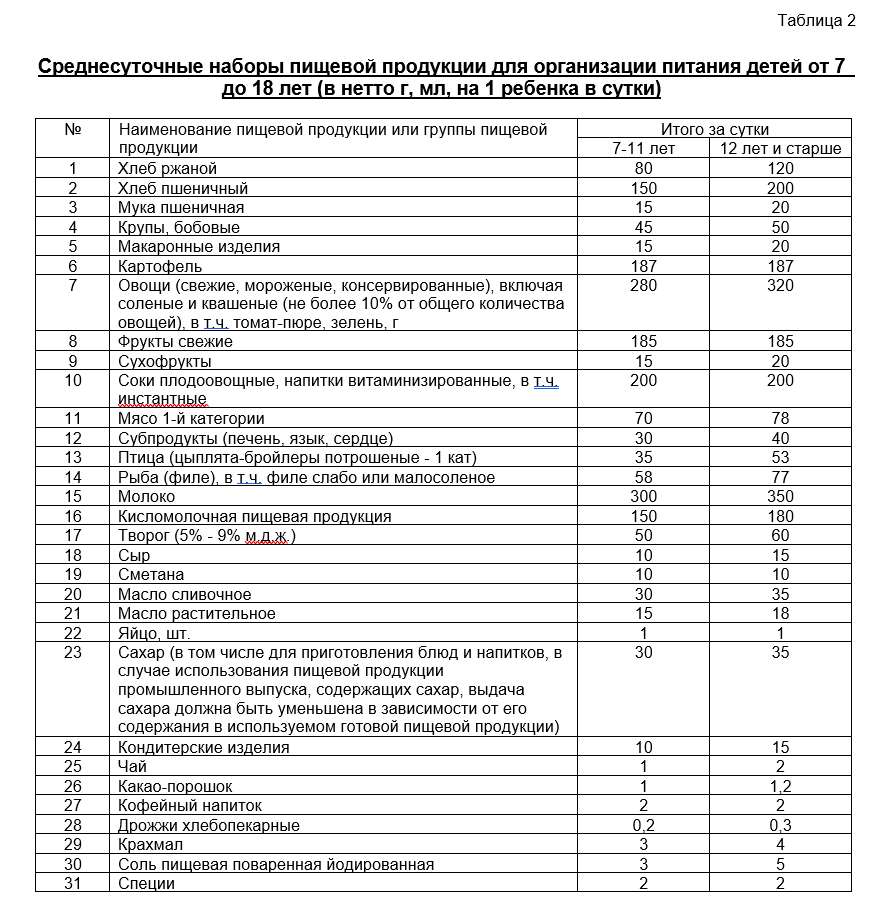 Таблица 2
Среднесуточные наборы пищевой продукции для организации питания детей от 7
до 18 лет (в нетто г, мл, на 1 ребенка в сутки)
№ Наименование пищевой продукции или группы пищевой Итого за сутки
продукции 7-11 лет 12 лет и старше
1 Хлеб ржаной 80 120
2 Хлеб пшеничный 150 200
3 Мука пшеничная 15 20
4 Крупы, бобовые 45 50
5 Макаронные изделия 15 20
6 Картофель 187 187
7 Овощи (свежие, мороженые, консервированные), включая 280 320
соленые и квашеные (не более 10% от общего количества
овощей), в т.ч. томат-пюре, зелень, г
8 Фрукты свежие 185 185
9 Сухофрукты 15 20
10 Соки плодоовощные, напитки витаминизированные, в т.ч. 200 200
инстантные
11 Мясо 1-й категории 70 78
12 Субпродукты (печень, язык, сердце) 30 40
13 Птица (цыплята-бройлеры потрошеные - 1 кат) 35 53
14 Рыба (филе), в т.ч. филе слабо или малосоленое 58 77
15 Молоко 300 350
16 Кисломолочная пищевая продукция 150 180
17 Творог (5% - 9% м.д.ж.) 50 60
18 Сыр 10 15
19 Сметана 10 10
20 Масло сливочное 30 35
21 Масло растительное 15 18
22 Яйцо, шт. 1 1
23 Сахар (в том числе для приготовления блюд и напитков, в 30 35
случае использования пищевой продукции
промышленного выпуска, содержащих сахар, выдача
сахара должна быть уменьшена в зависимости от его
содержания в используемом готовой пищевой продукции)
24 Кондитерские изделия 10 15
25 Чай 1 2
26 Какао-порошок 1 1,2
27 Кофейный напиток 2 2
28 Дрожжи хлебопекарные 0,2 0,3
29 Крахмал 3 4
30 Соль пищевая поваренная йодированная 3 5
31 Специи 2 2